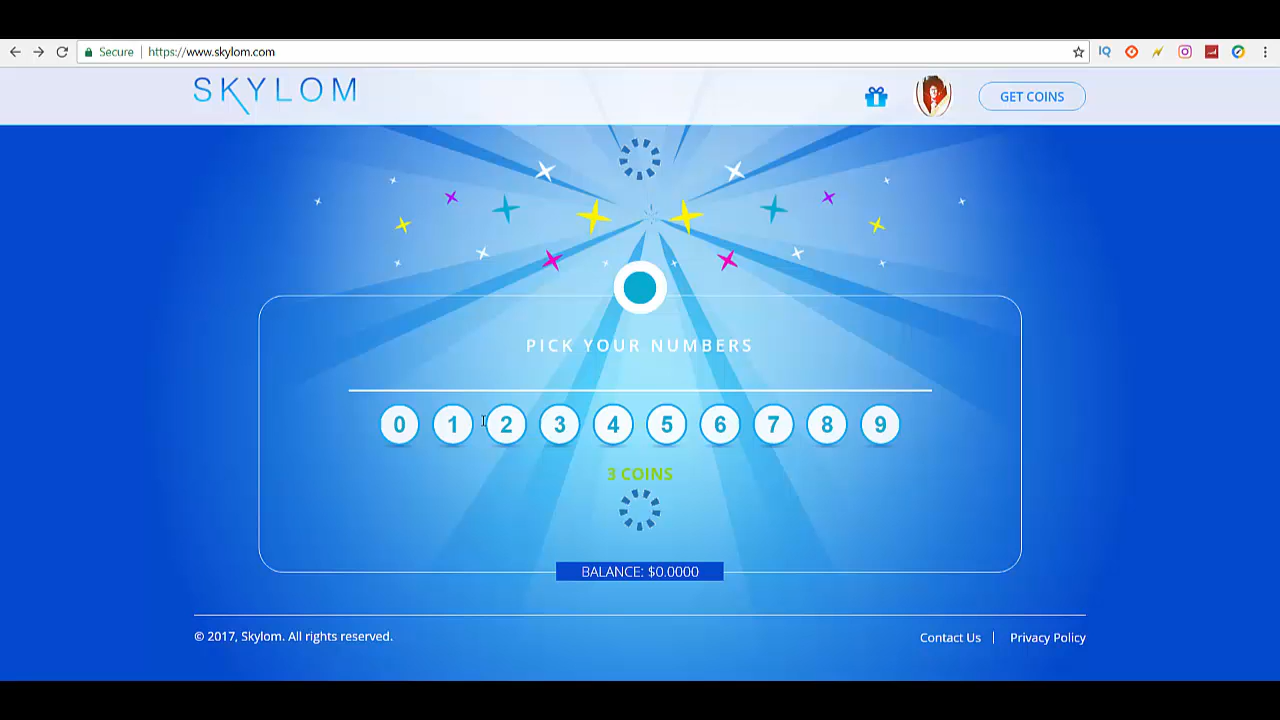 Secure https://www.skylom.com
IQ
SKYLOM
GET COINS
PICK YOUR NUMBERS
0 1 2 3 4 5 6 7 8 9
3 COINS
BALANCE: $0.0000
© 2017, Skylom. All rights reserved.
Contact Us | Privacy Policy